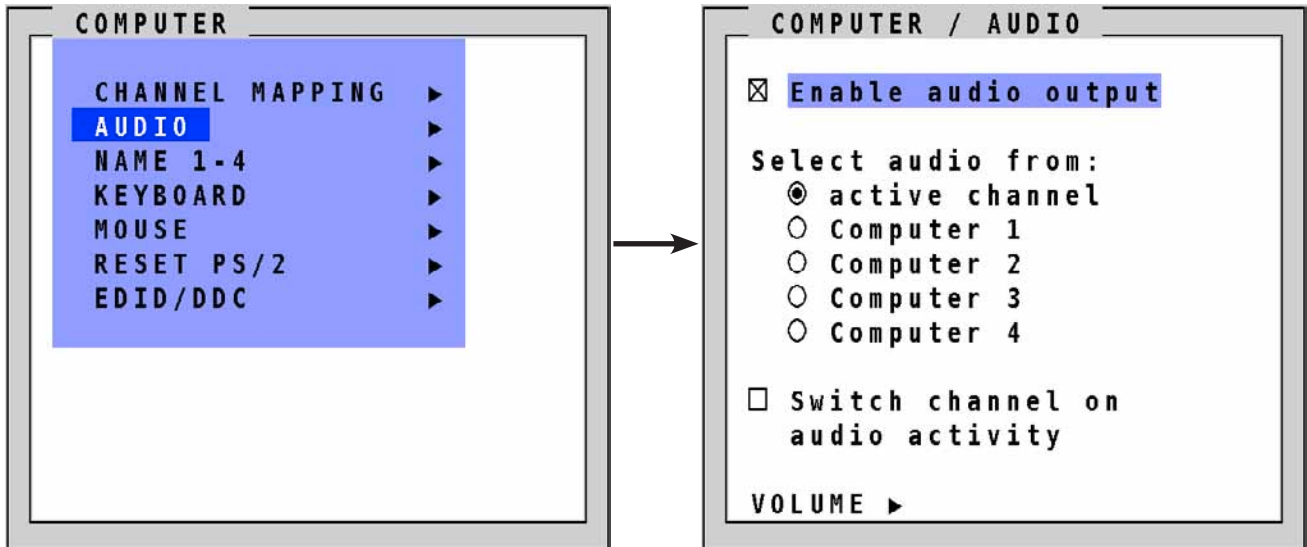 COMPUTER
CHANNEL MAPPING
AUDIO
NAME 1-4
KEYBOARD
MOUSE
RESET PS/2
EDID/DDC
COMPUTER / AUDIO
Enable audio output
Select audio from:
active channel
Computer 1
Computer 2
Computer 3
Computer 4
Switch channel on
audio activity
VOLUME